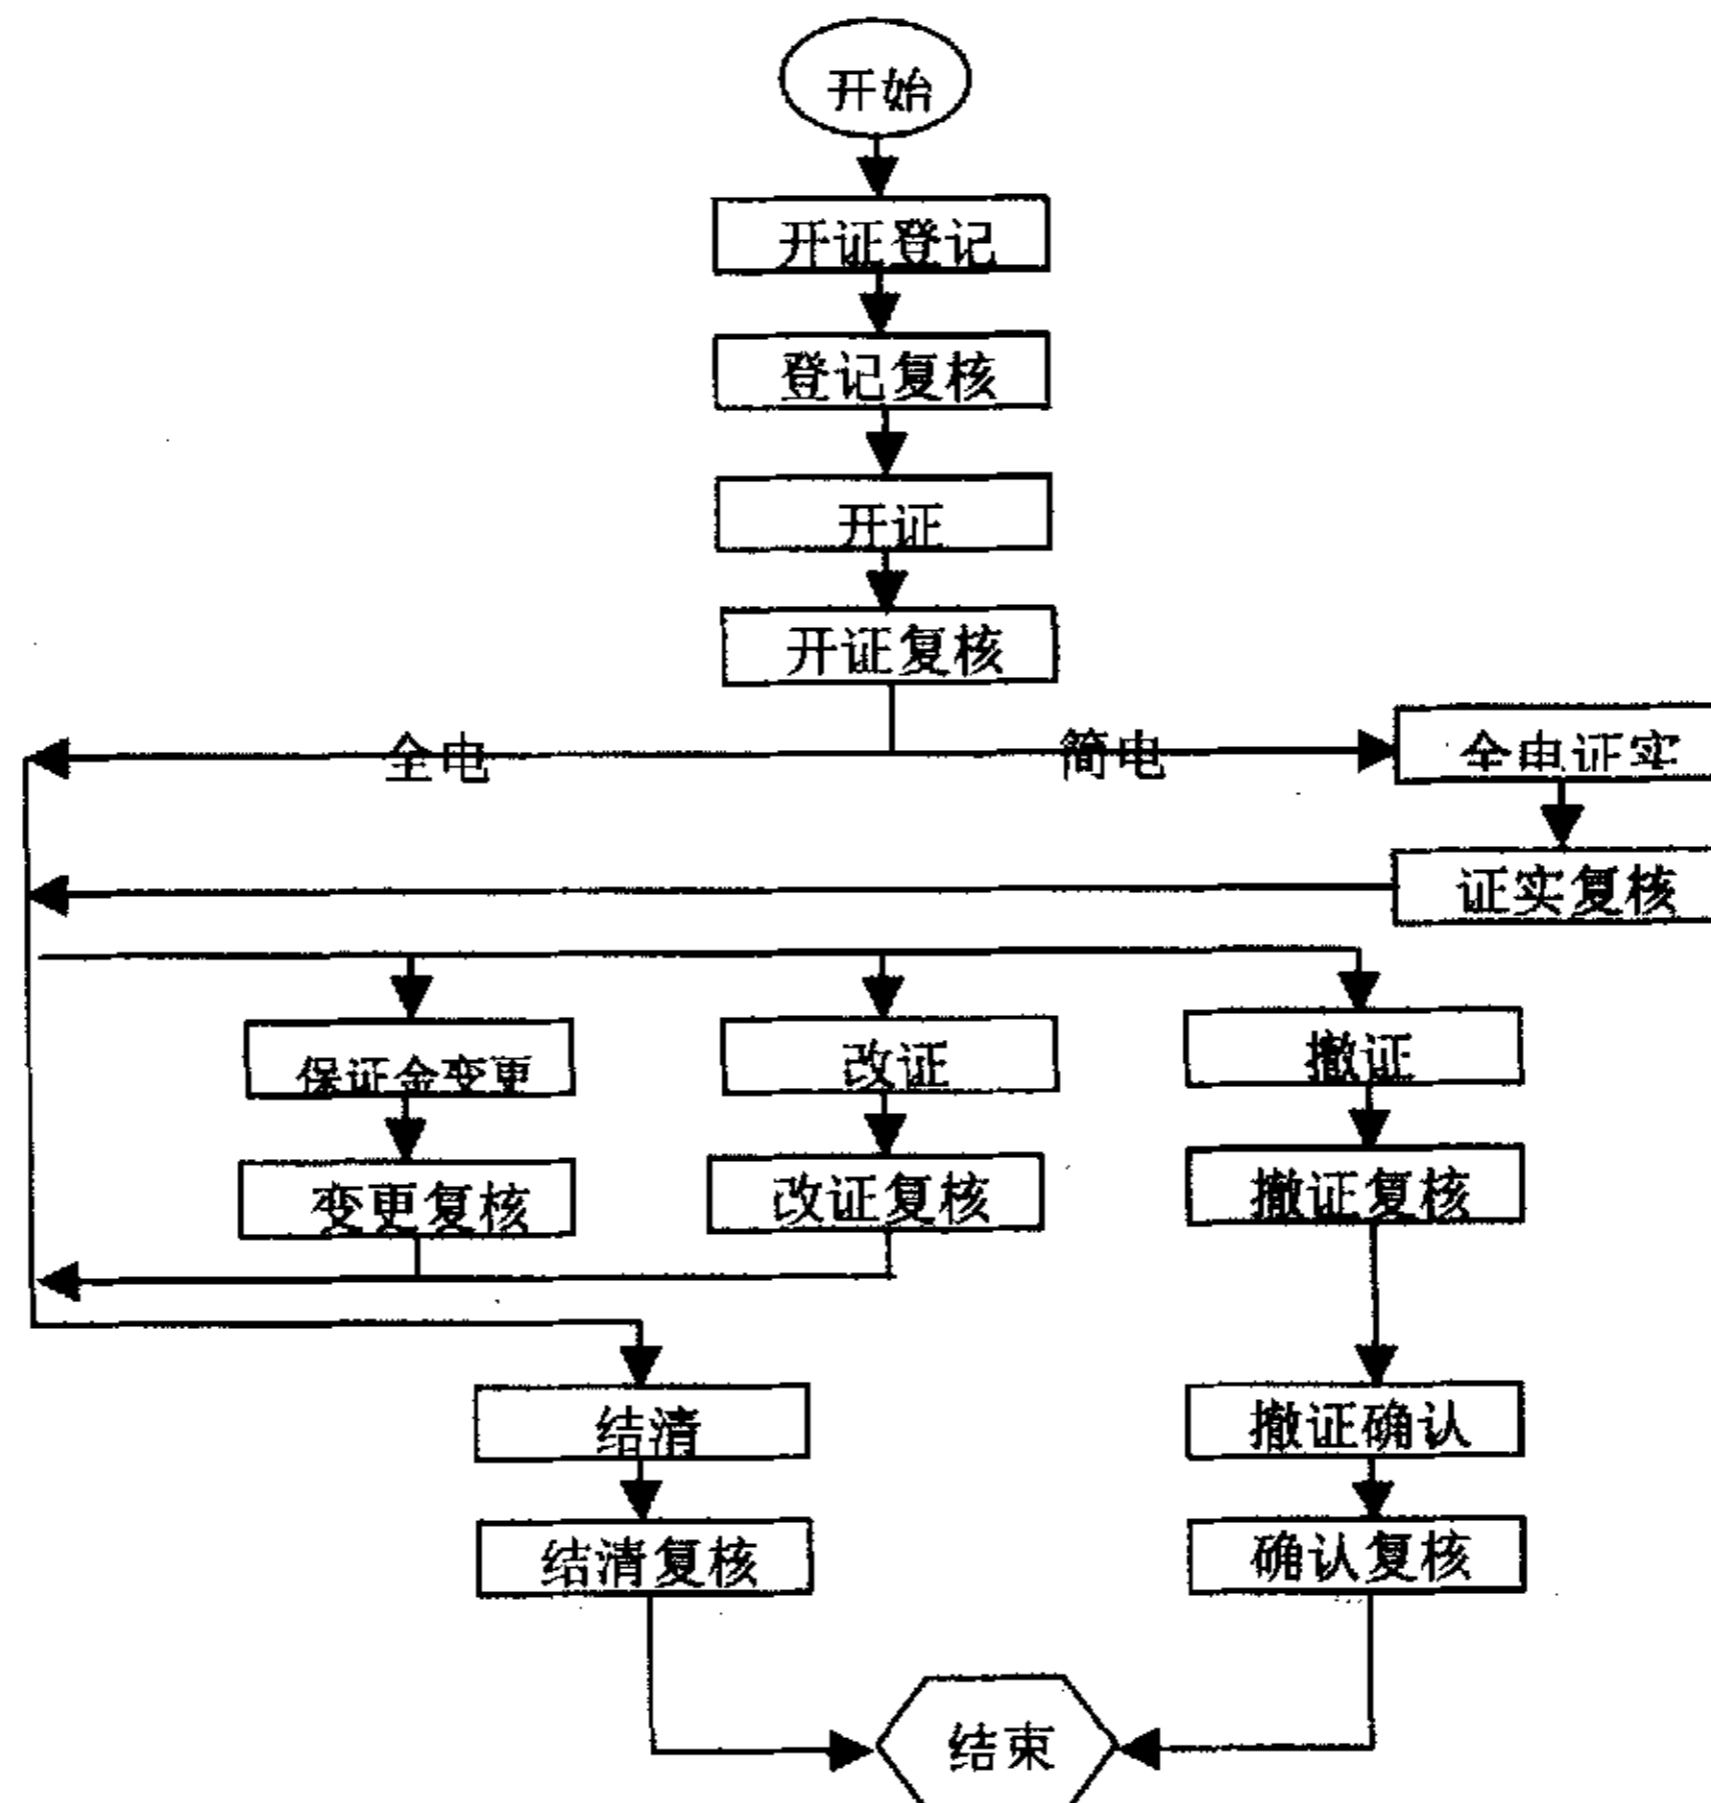 开始
开证登记
登记复核
开证
开证复核
全电
简电
全电证实
证实复核
保证金变更
改证
撤证
变更复核
改证复核
撤证复核
结清
撤证确认
结清复核
确认复核
结束